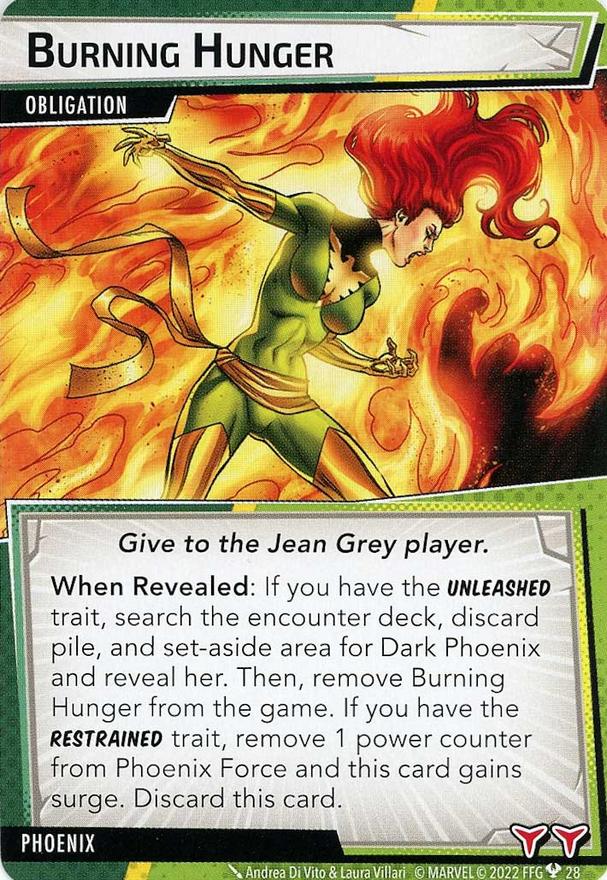 BURNING HUNGER
OBLIGATION
Give to the Jean Grey player.
When Revealed: If you have the UNLEASHED
trait, search the encounter deck, discard
pile, and set-aside area for Dark Phoenix
and reveal her. Then, remove Burning
Hunger from the game. If you have the
RESTRAINED trait, remove 1 power counter
from Phoenix Force and this card gains
surge. Discard this card.
PHOENIX
Andrea Di Vito & Laura Villari © MARVEL © 2022 FFG 28